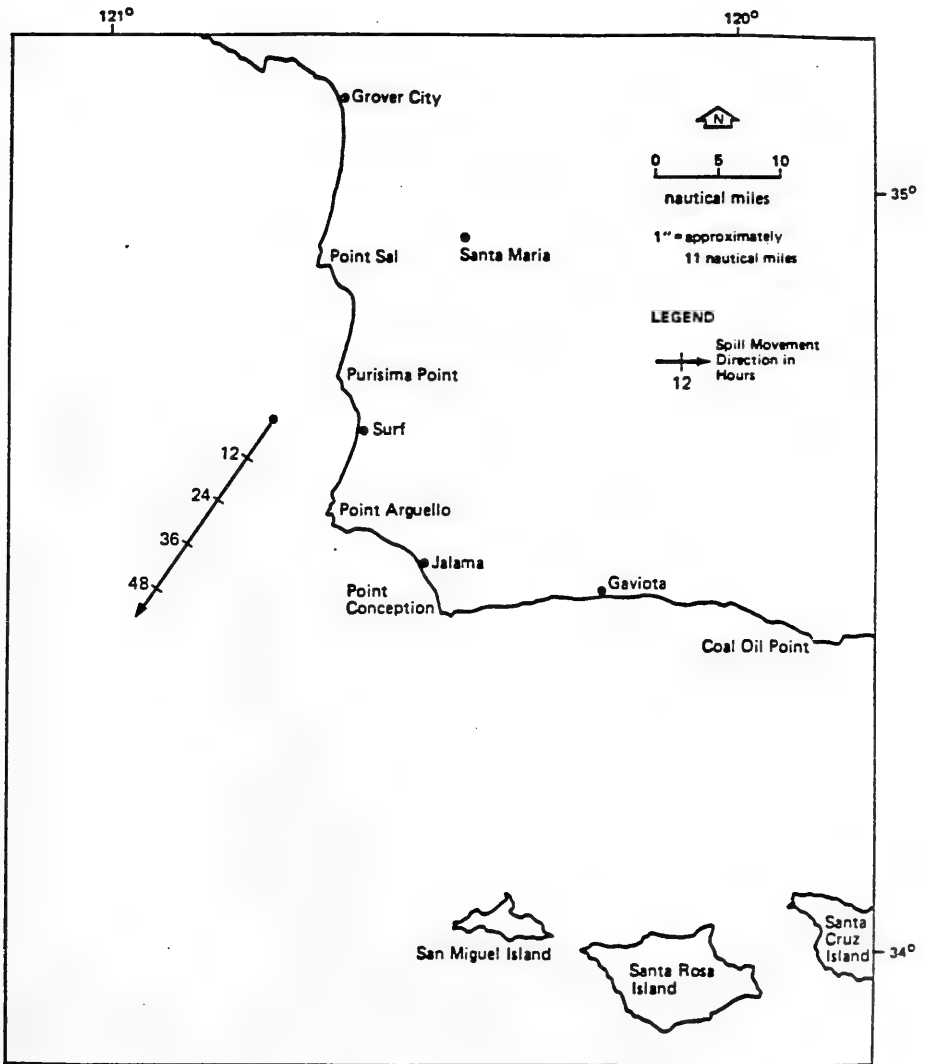 121°
120°
Grover City
N
0 5 10
nautical miles
35°
1" = approximately
11 nautical miles
Point Sal
Santa Maria
LEGEND
Spill Movement
Direction in
Hours
12
Purisima Point
Surf
12
24
Point Arguello
36
Jalama
48
Point
Conception
Gaviota
Coal Oil Point
San Miguel Island
Santa Rosa
Island
Santa
Cruz
Island
34°